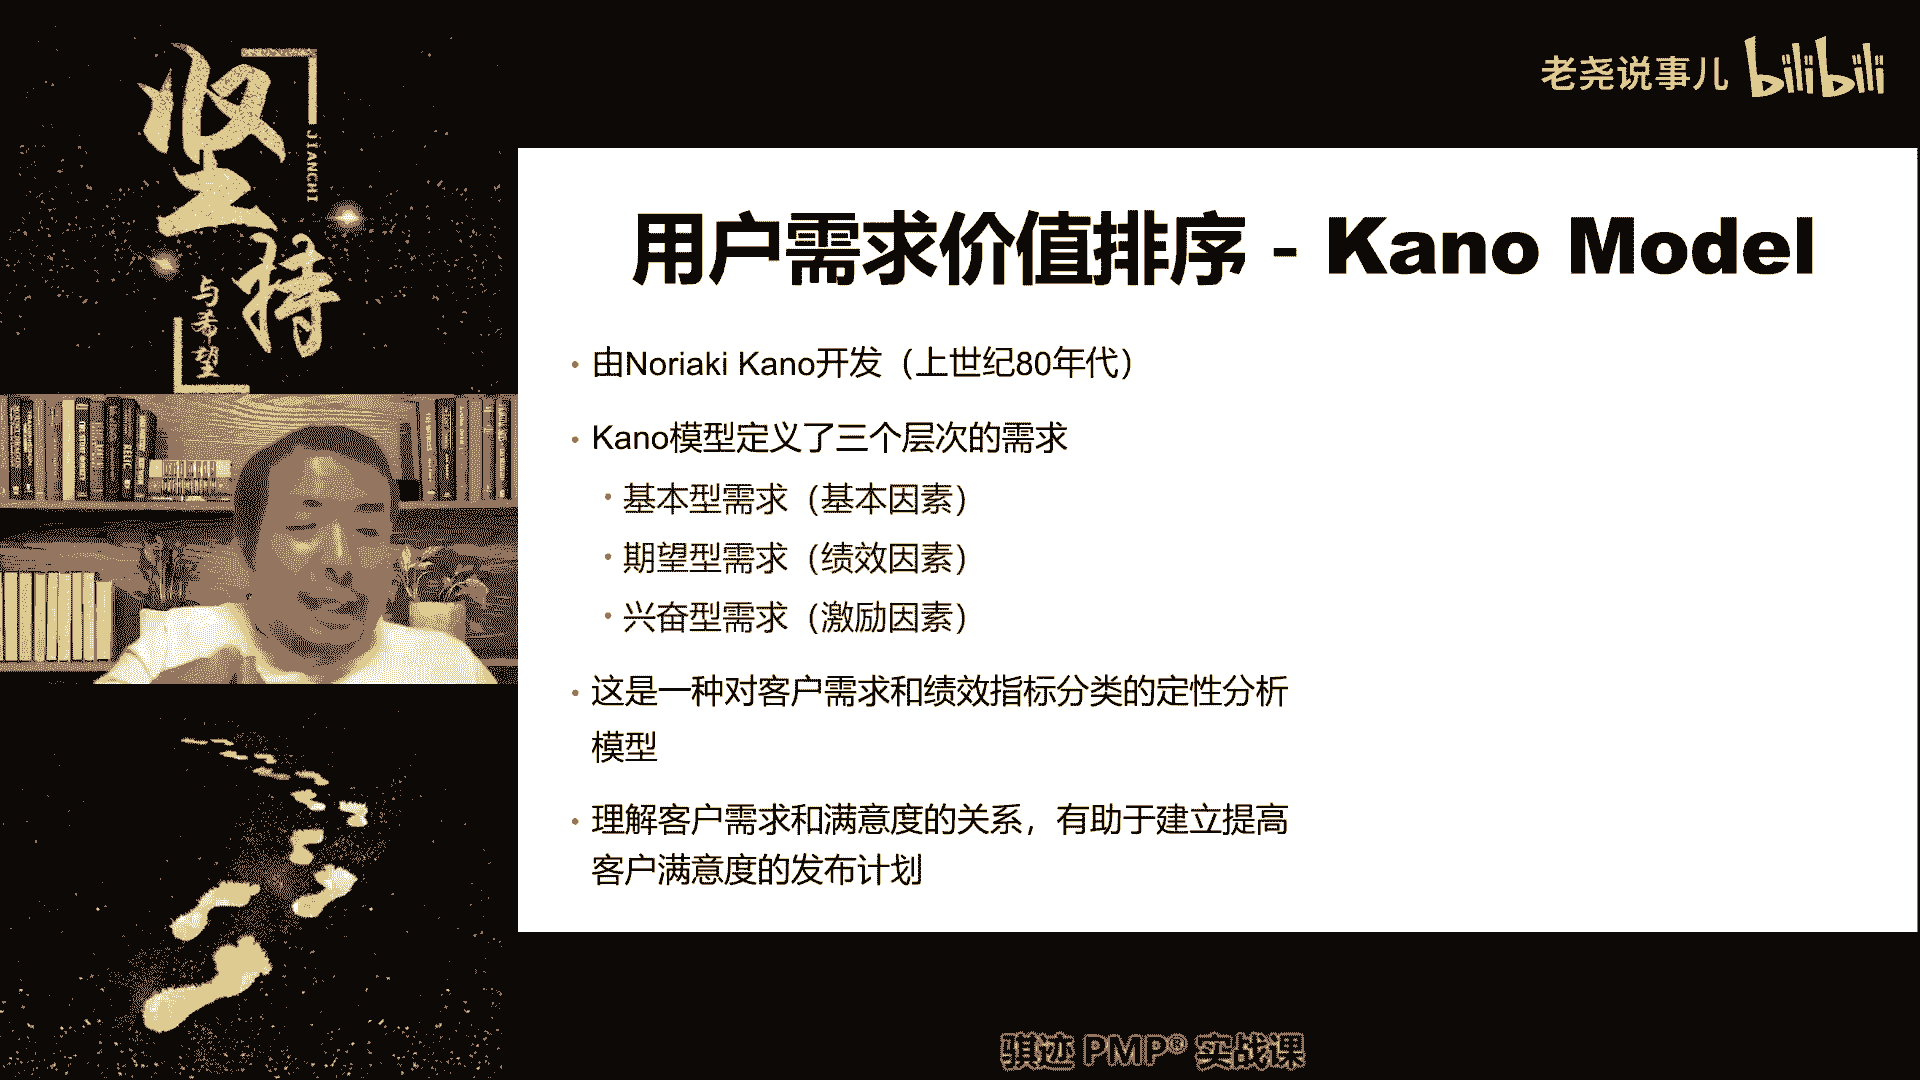 坚持
JIANCHI
与希望
老尧说事儿 bilibili
用户需求价值排序 - Kano Model
• 由Noriaki Kano开发（上世纪80年代）
• Kano模型定义了三个层次的需求
• 基本型需求（基本因素）
• 期望型需求（绩效因素）
• 兴奋型需求（激励因素）
• 这是一种对客户需求和绩效指标分类的定性分析
模型
• 理解客户需求和满意度的关系，有助于建立提高
客户满意度的发布计划
骐迹 PMP® 实战课